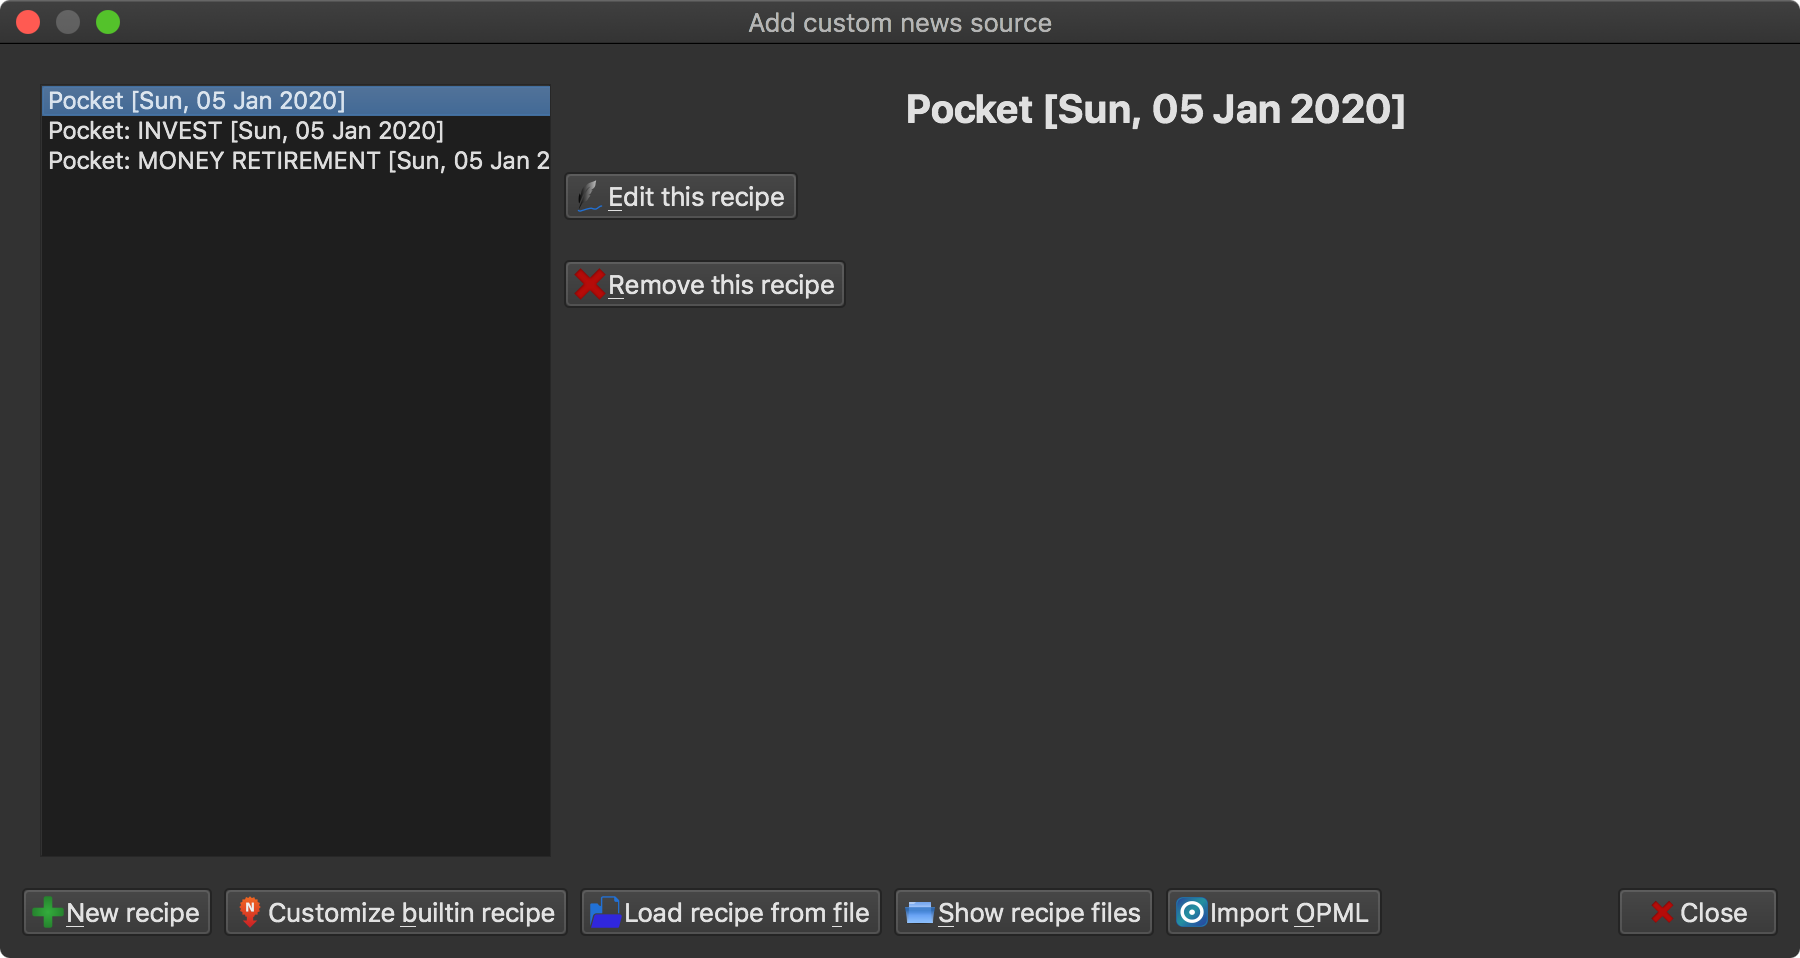 Add custom news source
Pocket [Sun, 05 Jan 2020]
Pocket: INVEST [Sun, 05 Jan 2020]
Pocket: MONEY RETIREMENT [Sun, 05 Jan 2
Pocket [Sun, 05 Jan 2020]
Edit this recipe
Remove this recipe
New recipe
Customize builtin recipe
Load recipe from file
Show recipe files
Import OPML
Close